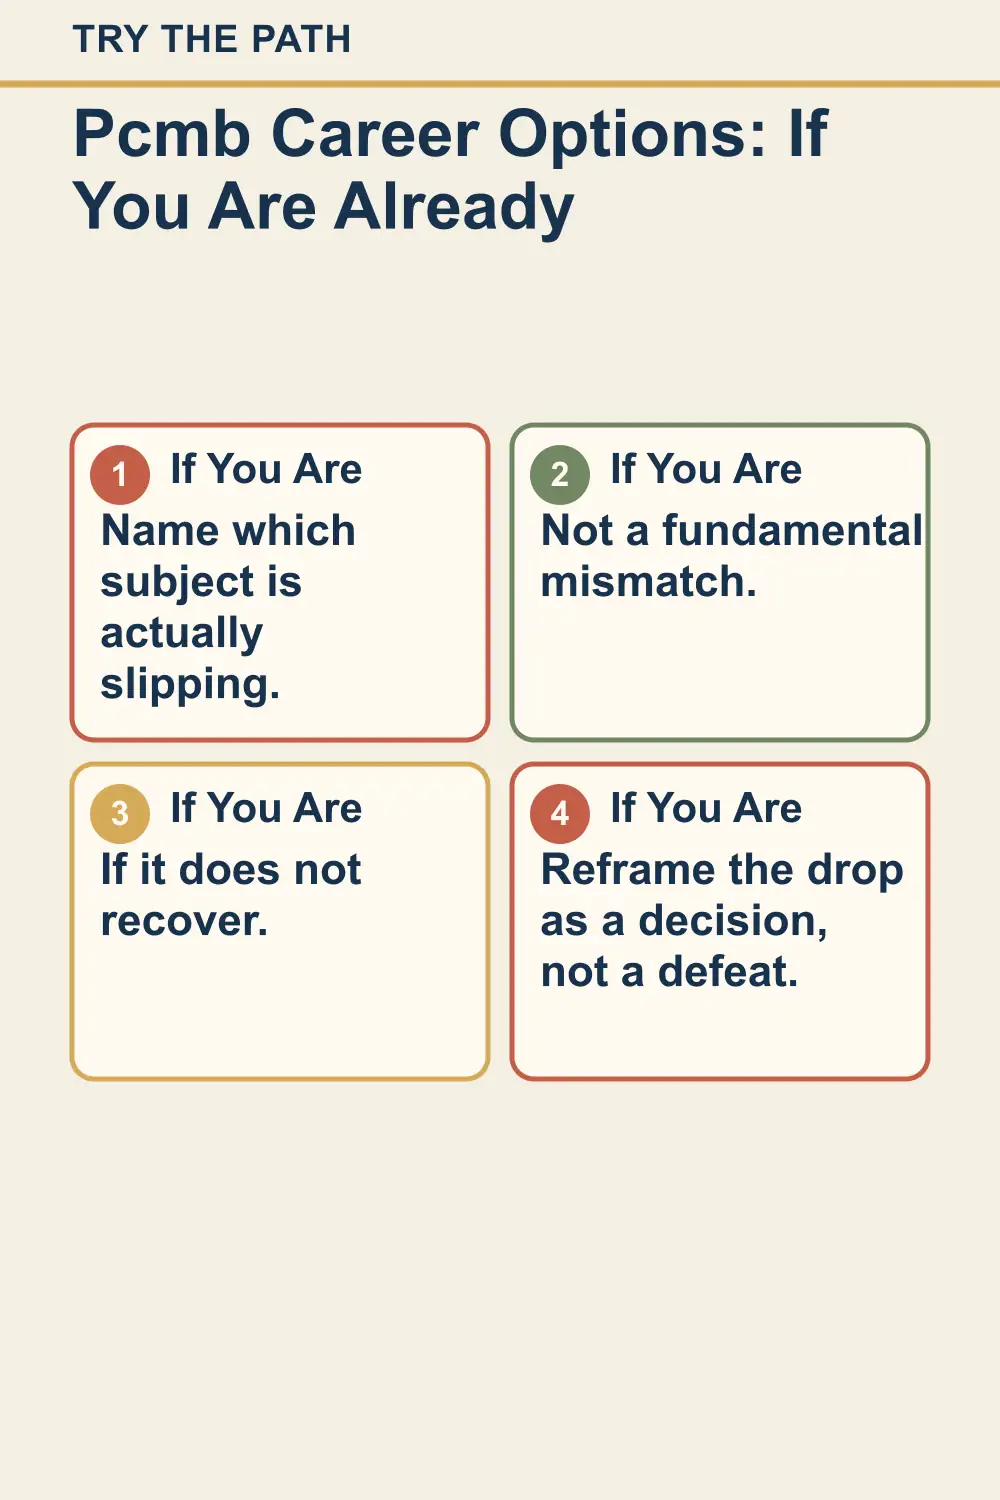 TRY THE PATH
Pcmb Career Options: If
You Are Already
1 If You Are
Name which
subject is
actually
slipping.
2 If You Are
Not a fundamental
mismatch.
3 If You Are
If it does not
recover.
4 If You Are
Reframe the drop
as a decision,
not a defeat.